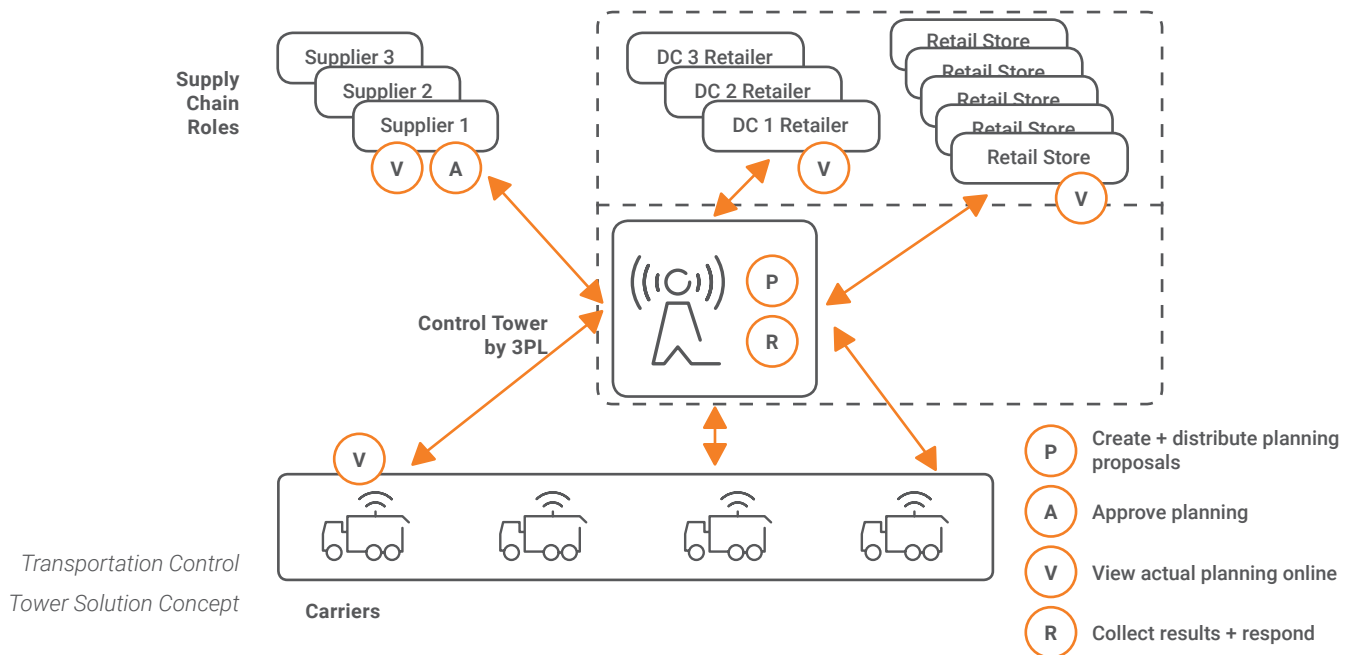 Supply
Chain
Roles
Supplier 3
Supplier 2
Supplier 1
V
A
DC 3 Retailer
DC 2 Retailer
DC 1 Retailer
V
Retail Store
Retail Store
Retail Store
Retail Store
Retail Store
V
Control Tower
by 3PL
P
R
V
Carriers
Transportation Control
Tower Solution Concept
P
Create + distribute planning
proposals
A
Approve planning
V
View actual planning online
R
Collect results + respond